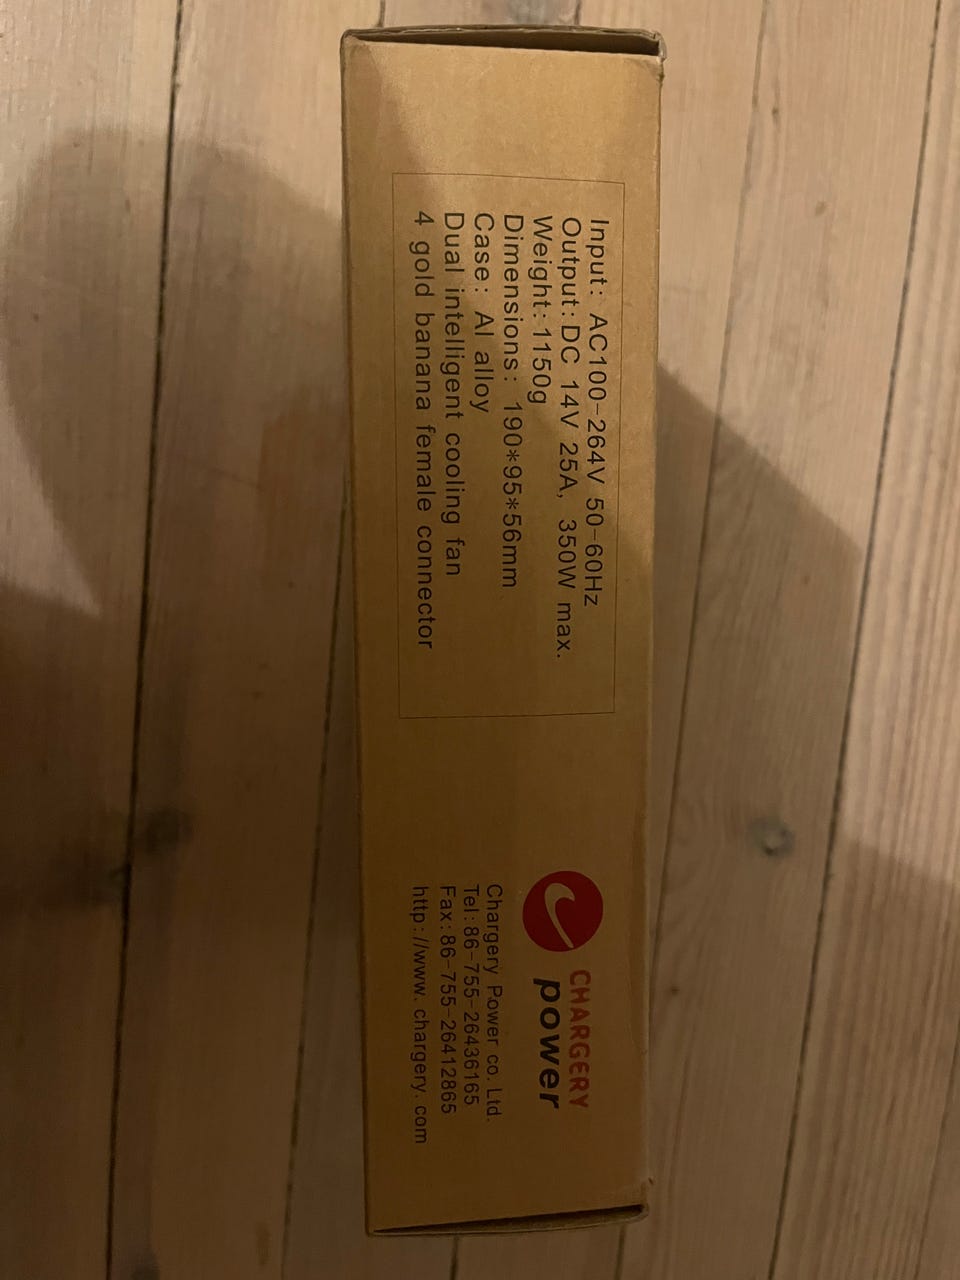 Input: AC100-264V 50-60Hz
Output:DC 14V 25A, 350W max.
Weight:1150g
Dimensions: 190*95*56mm
Case: Al alloy
Dual intelligent cooling fan
4 gold banana female connector
CHARGERY
power
Chargery Power co. Ltd.
Tel:86-755-26436165
Fax:86-755-26412865
http://www.chargery.com